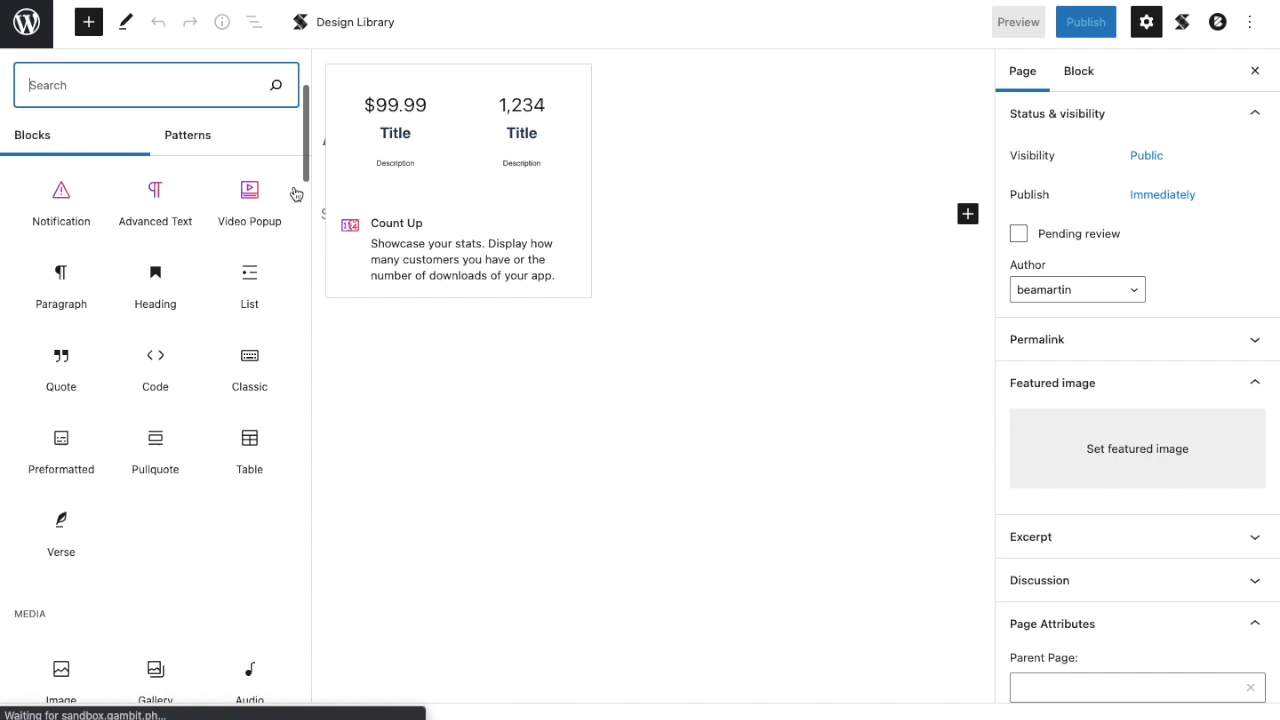 Design Library
Preview
Publish
Search
Blocks
Patterns
Notification
Advanced Text
Video Popup
Paragraph
Heading
List
Quote
Code
Classic
Preformatted
Pullquote
Table
Verse
MEDIA
Image
Gallery
Audio
Waiting for sandbox.gambit.ph...
$99.99
1,234
Title
Title
Description
Description
Count Up
Showcase your stats. Display how
many customers you have or the
number of downloads of your app.
Page
Block
Status & visibility
Visibility
Public
Publish
Immediately
Pending review
Author
beamartin
Permalink
Featured image
Set featured image
Excerpt
Discussion
Page Attributes
Parent Page: